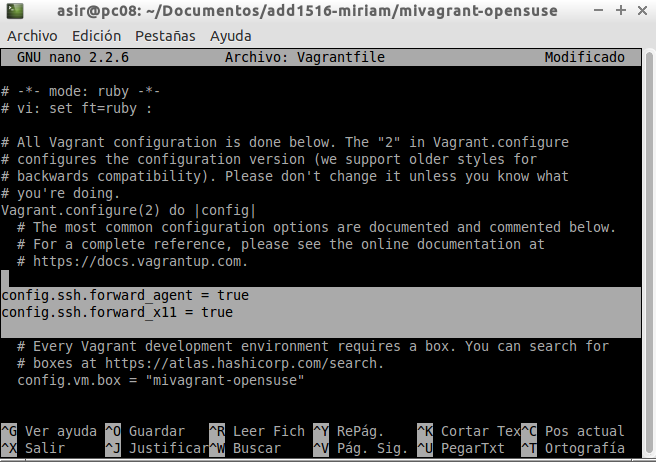 asir@pc08: ~/Documentos/add1516-miriam/mivagrant-opensuse
Archivo Edición Pestañas Ayuda
GNU nano 2.2.6 Archivo: Vagrantfile Modificado
# -*- mode: ruby -*-
# vi: set ft=ruby :
# All Vagrant configuration is done below. The "2" in Vagrant.configure
# configures the configuration version (we support older styles for
# backwards compatibility). Please don't change it unless you know what
# you're doing.
Vagrant.configure(2) do |config|
# The most common configuration options are documented and commented below.
# For a complete reference, please see the online documentation at
# https://docs.vagrantup.com.
config.ssh.forward_agent = true
config.ssh.forward_x11 = true
# Every Vagrant development environment requires a box. You can search for
# boxes at https://atlas.hashicorp.com/search.
config.vm.box = "mivagrant-opensuse"
^G Ver ayuda ^O Guardar ^R Leer Fich ^Y RePág. ^K Cortar Tex ^C Pos actual
^X Salir ^J Justificar ^W Buscar ^V Pág. Sig. ^U PegarTxt ^T Ortografía